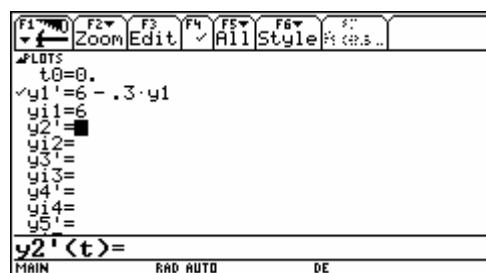 F1 F2 F3 F4 F5 F6
Zoom Edit ✓ All Style
PLOTS
t0=0.
✓y1'=6 - .3·y1
yi1=6
y2'=
yi2=
y3'=
yi3=
y4'=
yi4=
y5'=
y2'(t)=
MAIN RAD AUTO DE